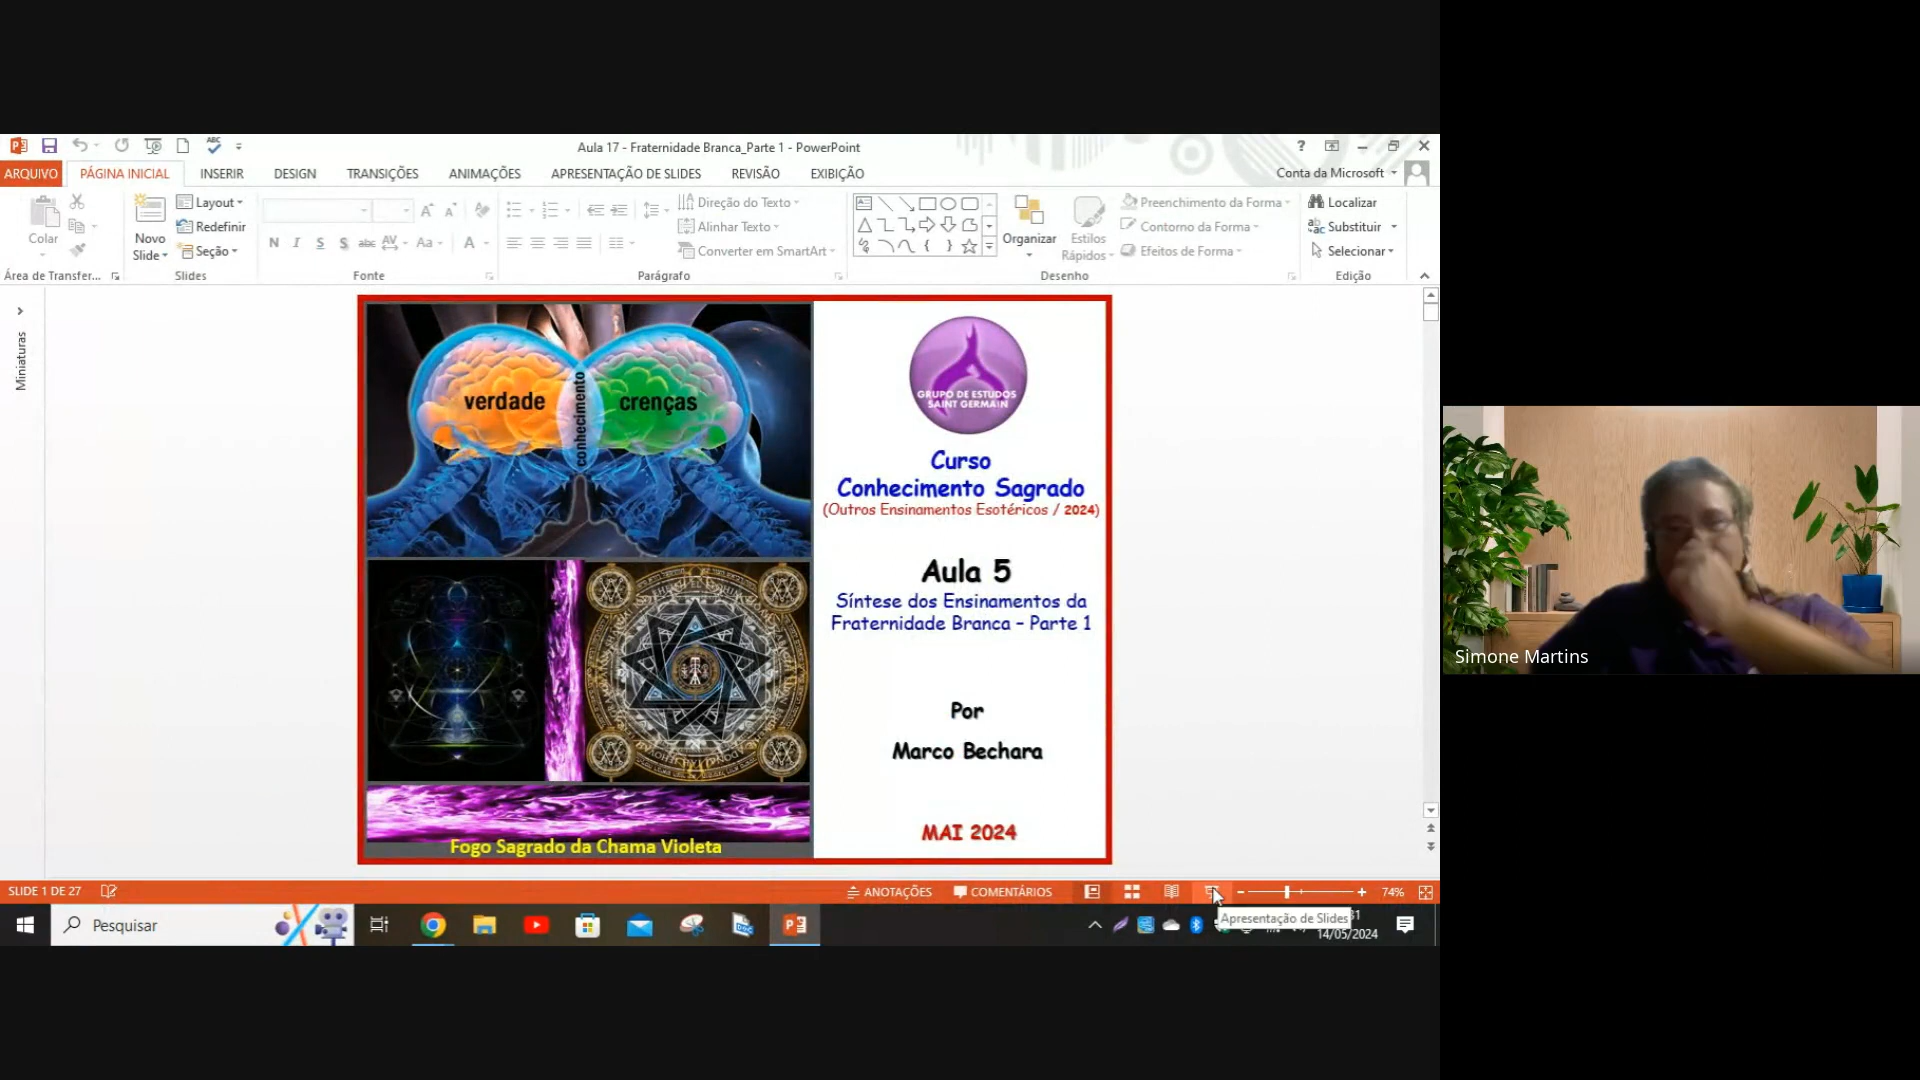 Aula 17 - Fraternidade Branca_Parte 1 - PowerPoint
ARQUIVO PÁGINA INICIAL INSERIR DESIGN TRANSIÇÕES ANIMAÇÕES APRESENTAÇÃO DE SLIDES REVISÃO EXIBIÇÃO
Conta da Microsoft
Colar
Novo
Slide
Layout
Redefinir
Seção
N I S S abc AV Aa A
Direção do Texto
Alinhar Texto
Converter em SmartArt
Organizar
Estilos
Rápidos
Preenchimento da Forma
Contorno da Forma
Efeitos de Forma
Localizar
Substituir
Selecionar
Área de Transfer...
Slides
Fonte
Parágrafo
Desenho
Edição
Miniaturas
verdade
conhecimento
crenças
Fogo Sagrado da Chama Violeta
GRUPO DE ESTUDOS
SAINT GERMAIN
Curso
Conhecimento Sagrado
(Outros Ensinamentos Esotéricos / 2024)
Aula 5
Síntese dos Ensinamentos da
Fraternidade Branca – Parte 1
Por
Marco Bechara
MAI 2024
Simone Martins
SLIDE 1 DE 27
ANOTAÇÕES
COMENTÁRIOS
74%
Pesquisar
Apresentação de Slides
14/05/2024